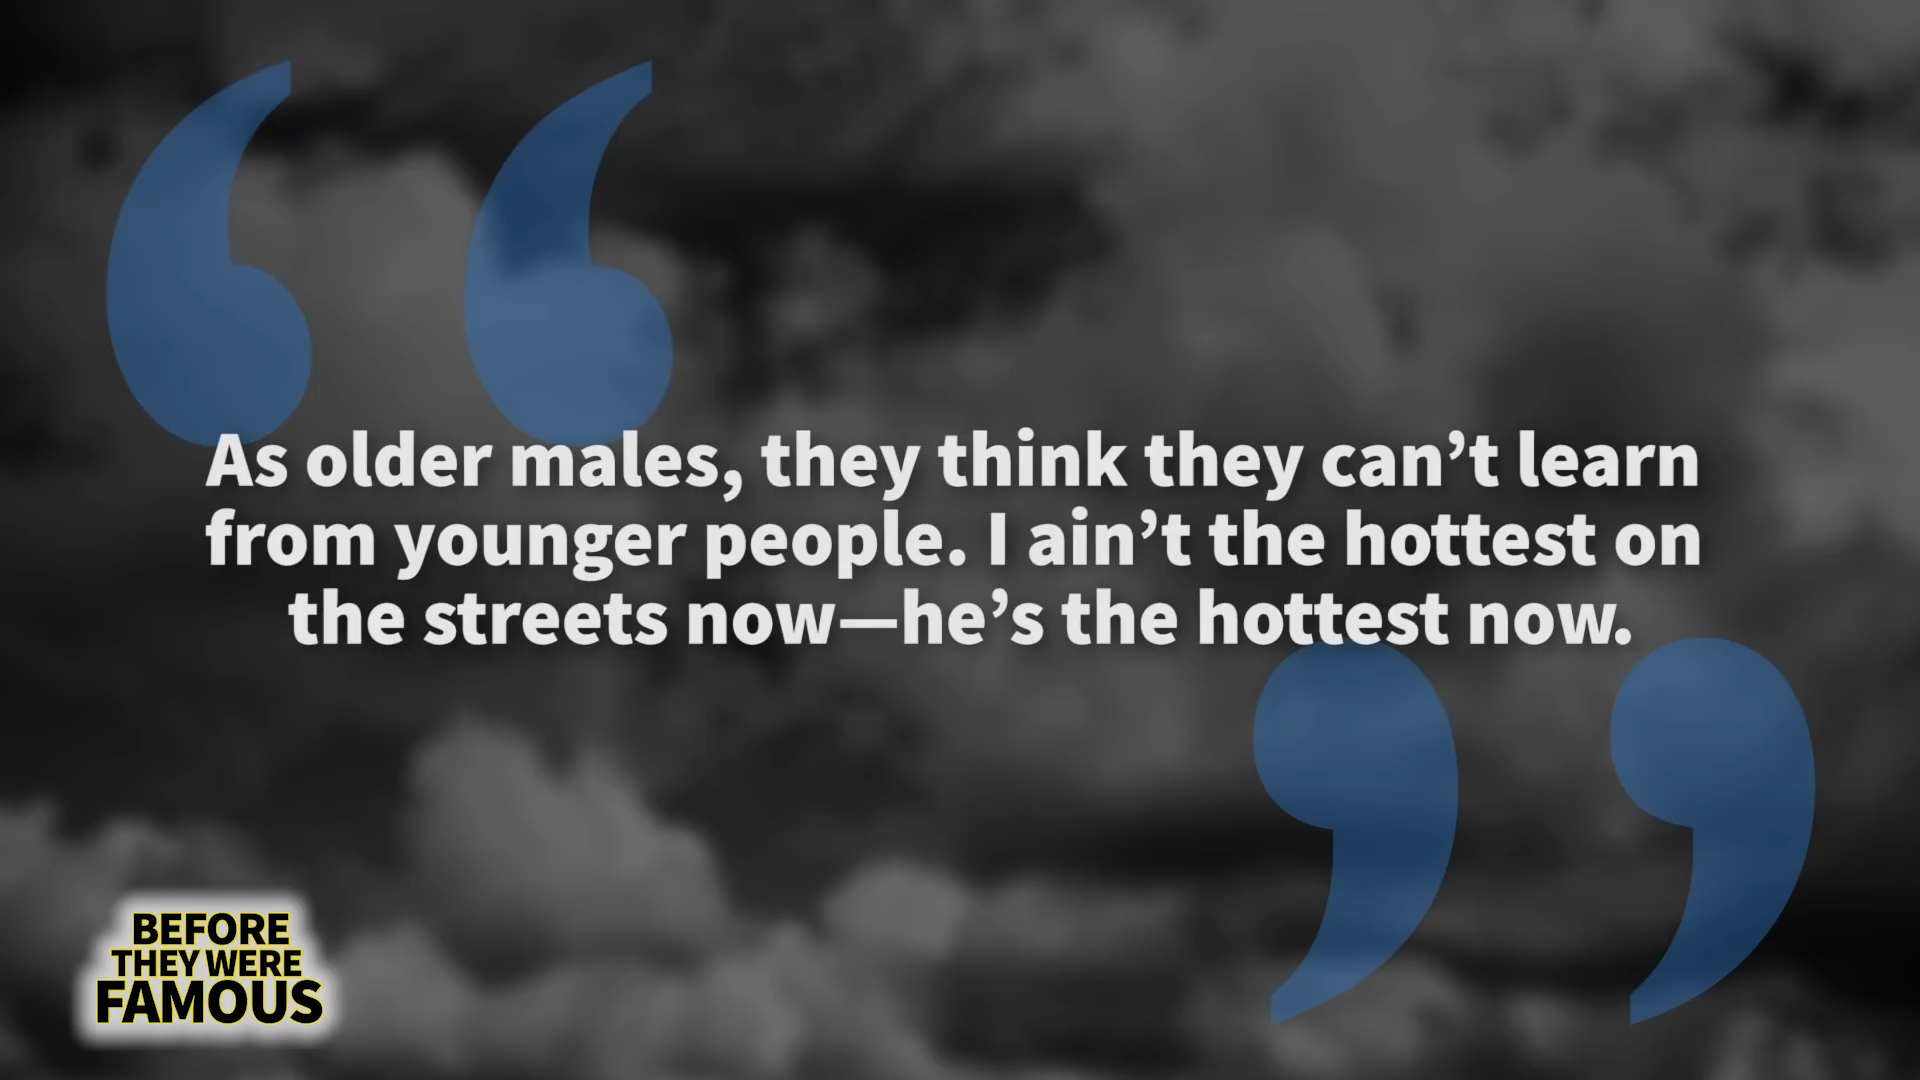 As older males, they think they can’t learn
from younger people. I ain’t the hottest on
the streets now—he’s the hottest now.
BEFORE
THEY WERE
FAMOUS